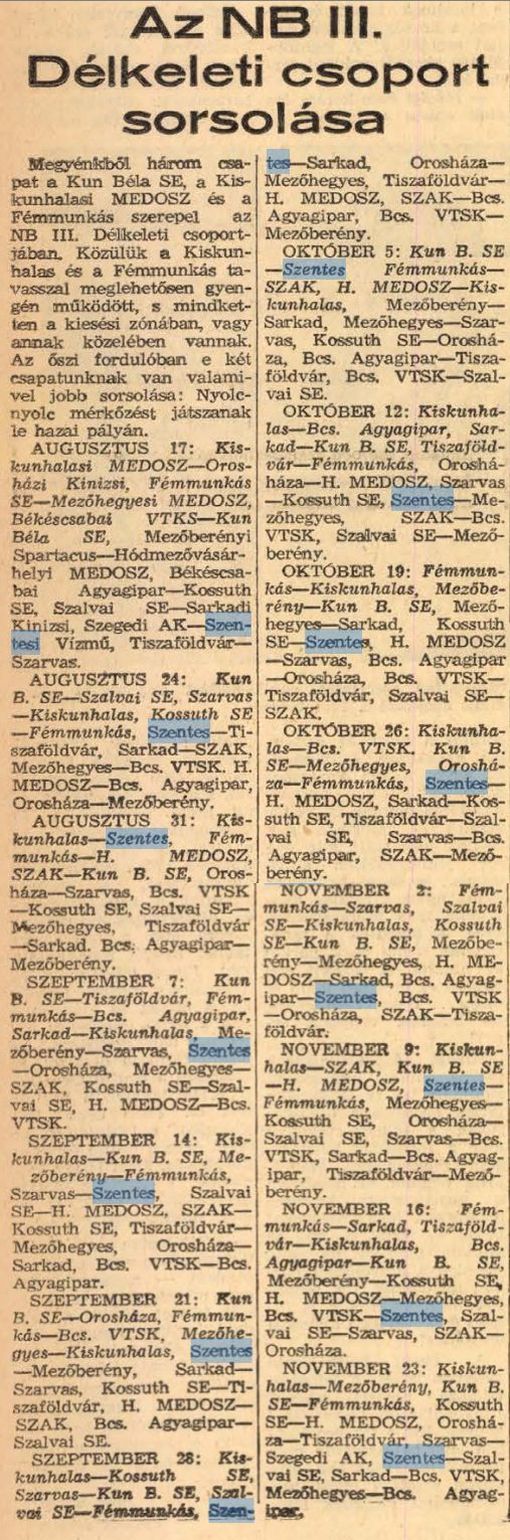 Az NB III.
Délkeleti csoport
sorsolása
Megyénkből három csa-
pat a Kun Béla SE, a Kis-
kunhalasi MEDOSZ és a
Fémmunkás szerepel az
NB III. Délkeleti csoport-
jában. Közülük a Kiskun-
halas és a Fémmunkás ta-
vasszal meglehetősen gyen-
gén működött, s mindket-
ten a kiesési zónában, vagy
annak közelében vannak.
Az őszi fordulóban e két
csapatunknak van valami-
vel jobb sorsolása: Nyolc-
nyolc mérkőzést játszanak
le hazai pályán.
AUGUSZTUS 17: Kis-
kunhalasi MEDOSZ—Oros-
házi Kinizsi, Fémmunkás
SE—Mezőhegyesi MEDOSZ,
Békéscsabai VTKS—Kun
Béla SE, Mezőberényi
Spartacus—Hódmezővásár-
helyi MEDOSZ, Békéscsa-
bai Agyagipar—Kossuth
SE, Szalvai SE—Sarkadi
Kinizsi, Szegedi AK—Szen-
tesi Vízmű, Tiszaföldvár—
Szarvas.
AUGUSZTUS 24: Kun
B. SE—Szalvai SE, Szarvas
—Kiskunhalas, Kossuth SE
—Fémmunkás, Szentes—Ti-
szaföldvár, Sarkad—SZAK,
Mezőhegyes—Bcs. VTSK. H.
MEDOSZ—Bcs. Agyagipar,
Orosháza—Mezőberény.
AUGUSZTUS 31: Kis-
kunhalas—Szentes, Fém-
munkás—H. MEDOSZ,
SZAK—Kun B. SE, Oros-
háza—Szarvas, Bcs. VTSK
—Kossuth SE, Szalvai SE—
Mezőhegyes, Tiszaföldvár
—Sarkad. Bcs. Agyagipar—
Mezőberény.
SZEPTEMBER 7: Kun
B. SE—Tiszaföldvár, Fém-
munkás—Bcs. Agyagipar,
Sarkad—Kiskunhalas, Me-
zőberény—Szarvas, Szentes
—Orosháza, Mezőhegyes—
SZAK, Kossuth SE—Szal-
vai SE, H. MEDOSZ—Bcs.
VTSK.
SZEPTEMBER 14: Kis-
kunhalas—Kun B. SE, Me-
zőberény—Fémmunkás,
Szarvas—Szentes, Szalvai
SE—H. MEDOSZ, SZAK—
Kossuth SE, Tiszaföldvár—
Mezőhegyes, Orosháza—
Sarkad, Bcs. VTSK—Bcs.
Agyagipar.
SZEPTEMBER 21: Kun
B. SE—Orosháza, Fémmun-
kás—Bcs. VTSK, Mezőhe-
gyes—Kiskunhalas, Szentes
—Mezőberény, Sarkad—
Szarvas, Kossuth SE—Ti-
szaföldvár, H. MEDOSZ—
SZAK, Bcs. Agyagipar—
Szalvai SE.
SZEPTEMBER 28: Kis-
kunhalas—Kossuth SE,
Szarvas—Kun B. SE, Szal-
vai SE—Fémmunkás, Szen-
tes—Sarkad, Orosháza—
Mezőhegyes, Tiszaföldvár—
H. MEDOSZ, SZAK—Bcs.
Agyagipar, Bcs. VTSK—
Mezőberény.
OKTÓBER 5: Kun B. SE
—Szentes Fémmunkás—
SZAK, H. MEDOSZ—Kis-
kunhalas, Mezőberény—
Sarkad, Mezőhegyes—Szar-
vas, Kossuth SE—Orosháza,
za, Bcs. Agyagipar—Tisza-
földvár, Bcs. VTSK—Szal-
vai SE.
OKTÓBER 12: Kiskunha-
las—Bcs. Agyagipar, Sar-
kad—Kun B. SE, Tiszaföld-
vár—Fémmunkás, Orosháza-
háza—H. MEDOSZ, Szarvas
—Kossuth SE, Szentes—Me-
zőhegyes, SZAK—Bcs.
VTSK, Szalvai SE—Mező-
berény.
OKTÓBER 19: Fémmun-
kás—Kiskunhalas, Mezőbe-
rény—Kun B. SE, Mező-
hegyes—Sarkad, Kossuth
SE—Szentes, H. MEDOSZ
—Szarvas, Bcs. Agyagipar
—Orosháza, Bcs. VTSK—
Tiszaföldvár, Szalvai SE—
SZAK.
OKTÓBER 26: Kiskunha-
las—Bcs. VTSK. Kun B.
SE—Mezőhegyes, Orosházá-
za—Fémmunkás, Szentes—
H. MEDOSZ, Sarkad—Kos-
suth SE, Tiszaföldvár—Szal-
vai SE, Szarvas—Bcs.
Agyagipar, SZAK—Mező-
berény.
NOVEMBER 2: Fém-
munkás—Szarvas, Szalvai
SE—Kiskunhalas, Kossuth
SE—Kun B. SE, Mezőbe-
rény—Mezőhegyes, H. ME-
DOSZ—Sarkad, Bcs. Agyag-
ipar—Szentes, Bcs. VTSK
—Orosháza, SZAK—Tisza-
földvár.
NOVEMBER 9: Kiskun-
halas—SZAK, Kun B. SE
—H. MEDOSZ, Szentes—
Fémmunkás, Mezőhegyes—
Kossuth SE, Orosháza—
Szalvai SE, Szarvas—Bcs.
VTSK, Sarkad—Bcs. Agyag-
ipar, Tiszaföldvár—Mező-
berény.
NOVEMBER 16: Fém-
munkás—Sarkad, Tiszaföld-
vár—Kiskunhalas, Bcs.
Agyagipar—Kun B. SE,
Mezőberény—Kossuth SE,
H. MEDOSZ—Mezőhegyes,
Bcs. VTSK—Szentes, Szal-
vai SE—Szarvas, SZAK—
Orosháza.
NOVEMBER 23: Kiskun-
halas—Mezőberény, Kun B.
SE—Fémmunkás, Kossuth
SE—H. MEDOSZ, Orosháza-
za—Tiszaföldvár, Szarvas—
Szegedi AK, Szentes—Szal-
vai SE, Sarkad—Bcs. VTSK,
Mezőhegyes—Bcs. Agyag-
ipar,